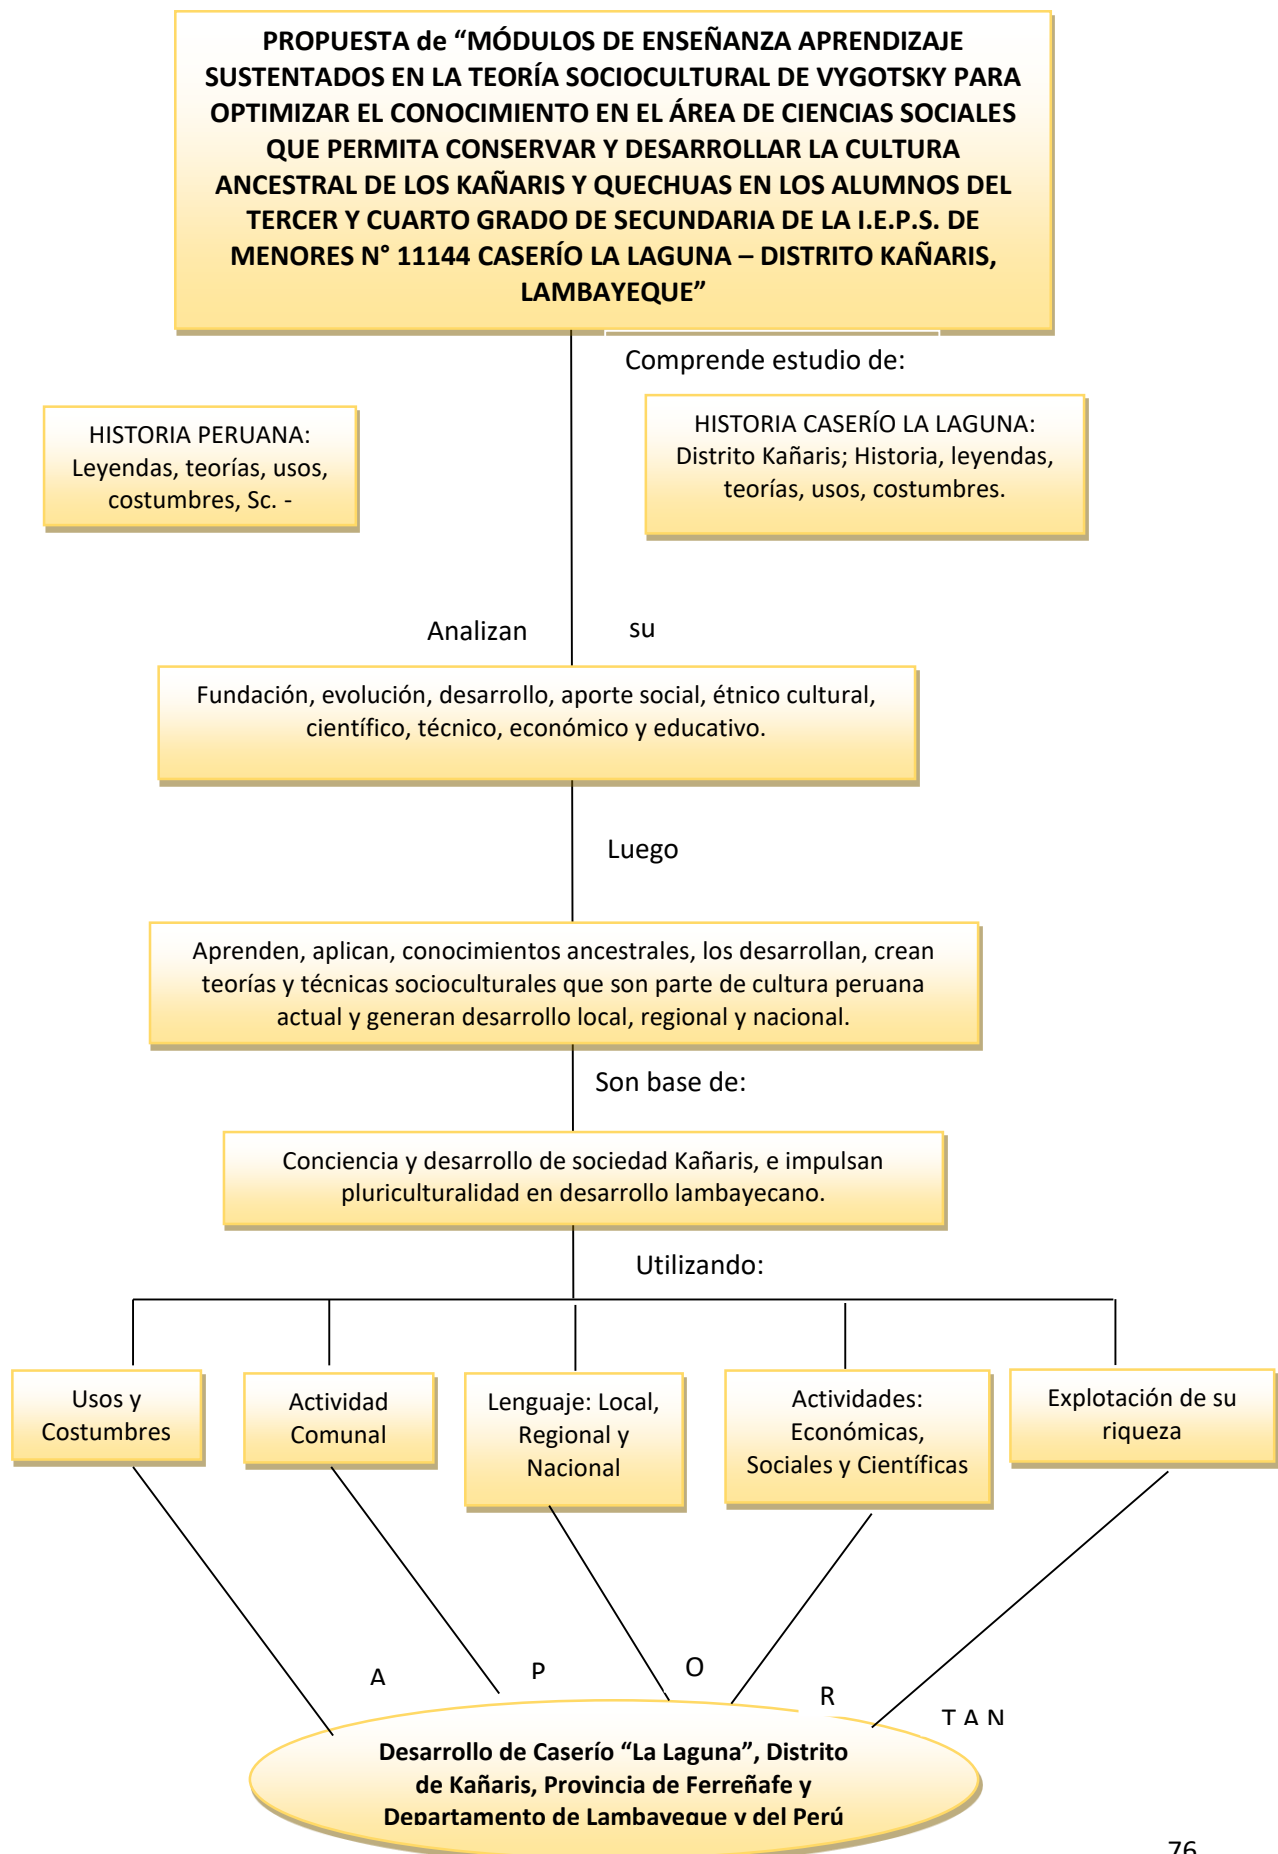 PROPUESTA de “MÓDULOS DE ENSEÑANZA APRENDIZAJE
SUSTENTADOS EN LA TEORÍA SOCIOCULTURAL DE VYGOTSKY PARA
OPTIMIZAR EL CONOCIMIENTO EN EL ÁREA DE CIENCIAS SOCIALES
QUE PERMITA CONSERVAR Y DESARROLLAR LA CULTURA
ANCESTRAL DE LOS KAÑARIS Y QUECHUAS EN LOS ALUMNOS DEL
TERCER Y CUARTO GRADO DE SECUNDARIA DE LA I.E.P.S. DE
MENORES N° 11144 CASERÍO LA LAGUNA – DISTRITO KAÑARIS,
LAMBAYEQUE”
Comprende estudio de:
HISTORIA PERUANA:
Leyendas, teorías, usos,
costumbres, Sc. -
HISTORIA CASERÍO LA LAGUNA:
Distrito Kañaris; Historia, leyendas,
teorías, usos, costumbres.
Analizan su
Fundación, evolución, desarrollo, aporte social, étnico cultural,
científico, técnico, económico y educativo.
Luego
Aprenden, aplican, conocimientos ancestrales, los desarrollan, crean
teorías y técnicas socioculturales que son parte de cultura peruana
actual y generan desarrollo local, regional y nacional.
Son base de:
Conciencia y desarrollo de sociedad Kañaris, e impulsan
pluriculturalidad en desarrollo lambayecano.
Utilizando:
Usos y
Costumbres
Actividad
Comunal
Lenguaje: Local,
Regional y
Nacional
Actividades:
Económicas,
Sociales y Científicas
Explotación de su
riqueza
A P O R T A N
Desarrollo de Caserío “La Laguna”, Distrito
de Kañaris, Provincia de Ferreñafe y
Departamento de Lambayeque y del Perú
76